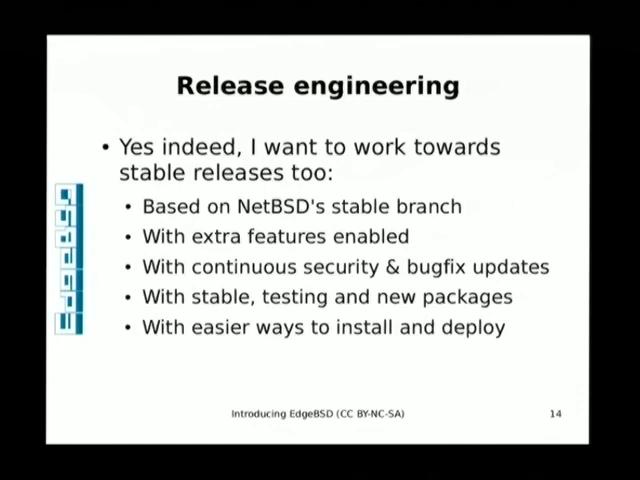 Release engineering
• Yes indeed, I want to work towards
stable releases too:
• Based on NetBSD's stable branch
• With extra features enabled
• With continuous security & bugfix updates
• With stable, testing and new packages
• With easier ways to install and deploy
EdgeBSD
Introducing EdgeBSD (CC BY-NC-SA)
14